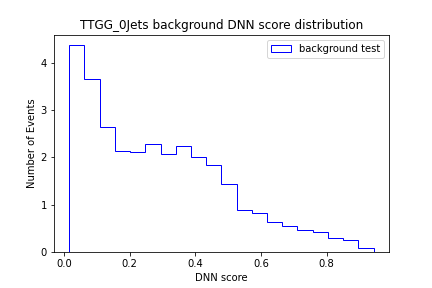 TTGG_0Jets background DNN score distribution
background test
Number of Events
4
3
2
1
0
0.0 0.2 0.4 0.6 0.8
DNN score